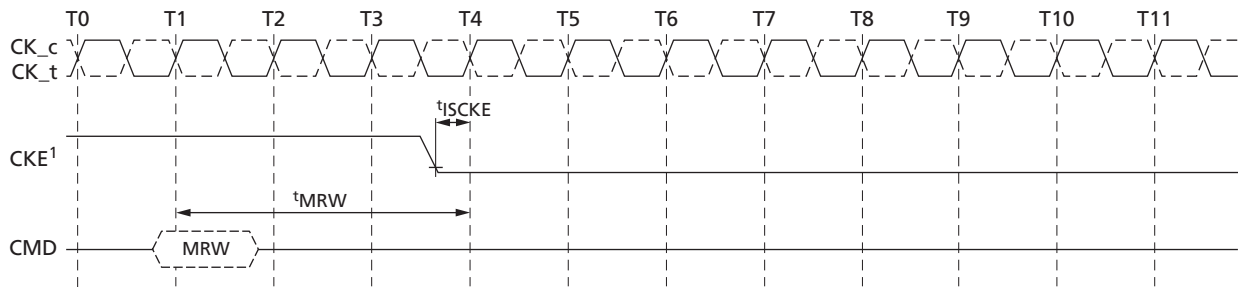 T0 T1 T2 T3 T4 T5 T6 T7 T8 T9 T10 T11
CK_c
CK_t
tISCKE
CKE1
tMRW
CMD MRW